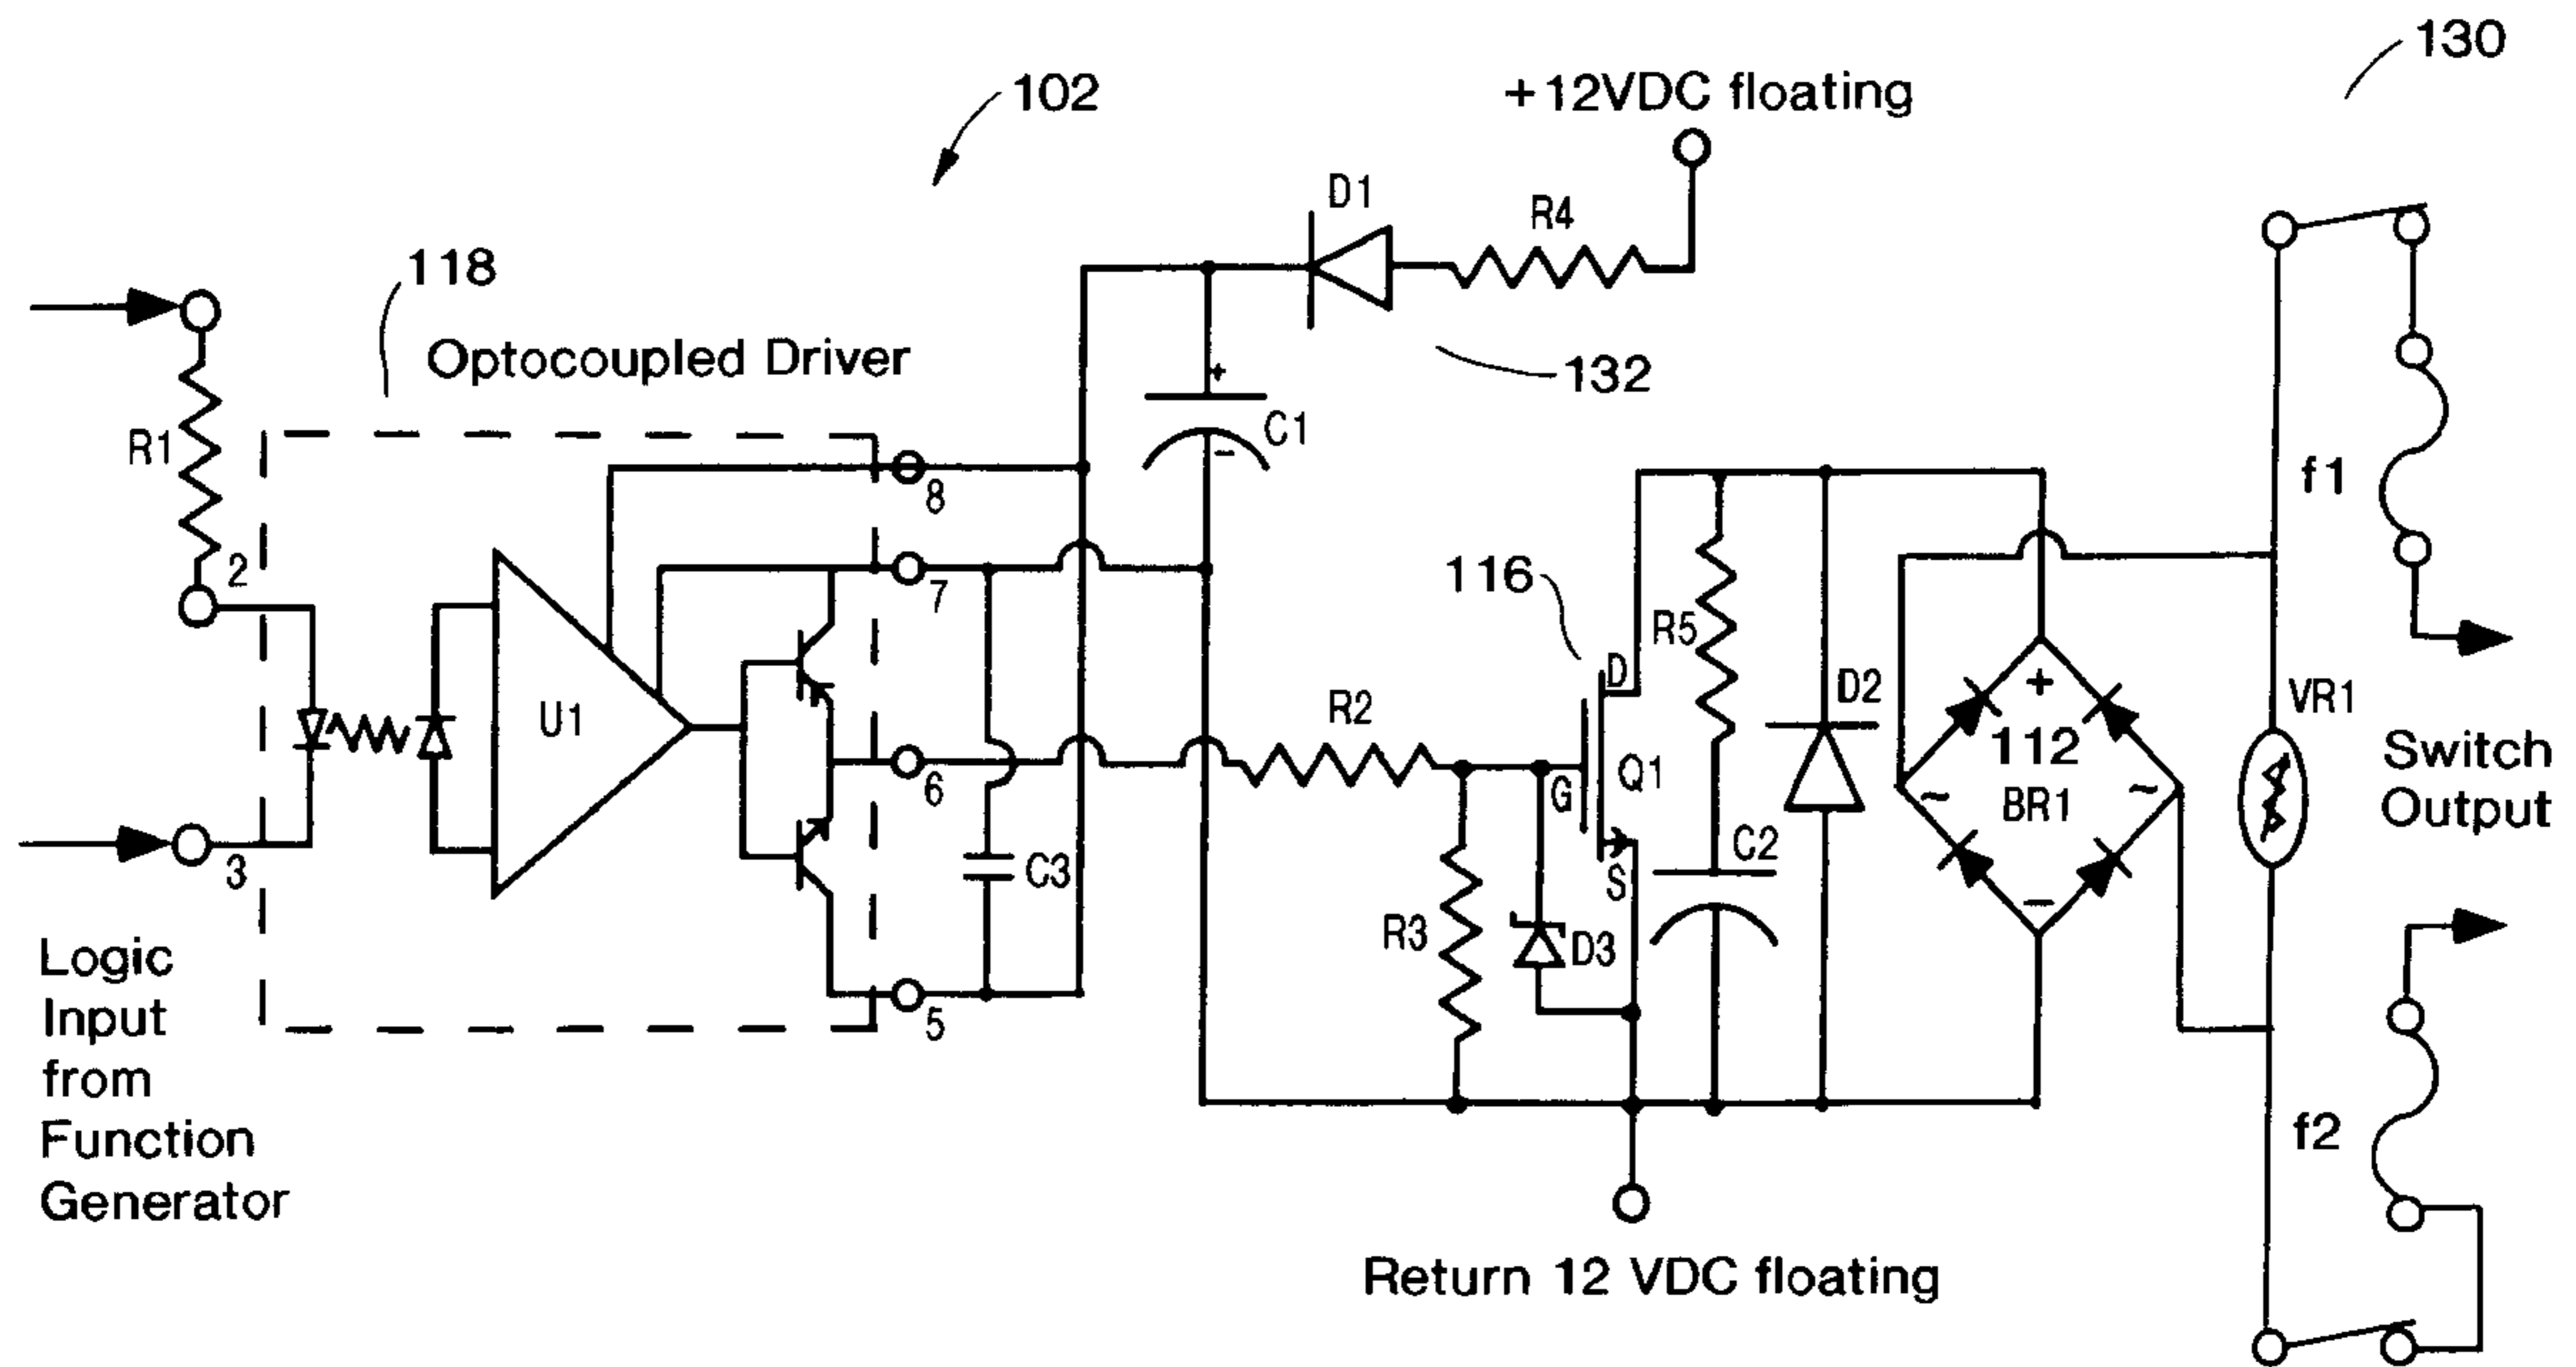 130
102
+12VDC floating
D1
R4
118
Optocoupled Driver
132
+
C1
-
R1
8
f1
2
7
116
R5
D
D2
+
VR1
U1
R2
112
Q1
G
~
~
BR1
Switch
Output
6
3
C3
S
C2
R3
D3
−
Logic
Input
from
Function
Generator
5
f2
Return 12 VDC floating